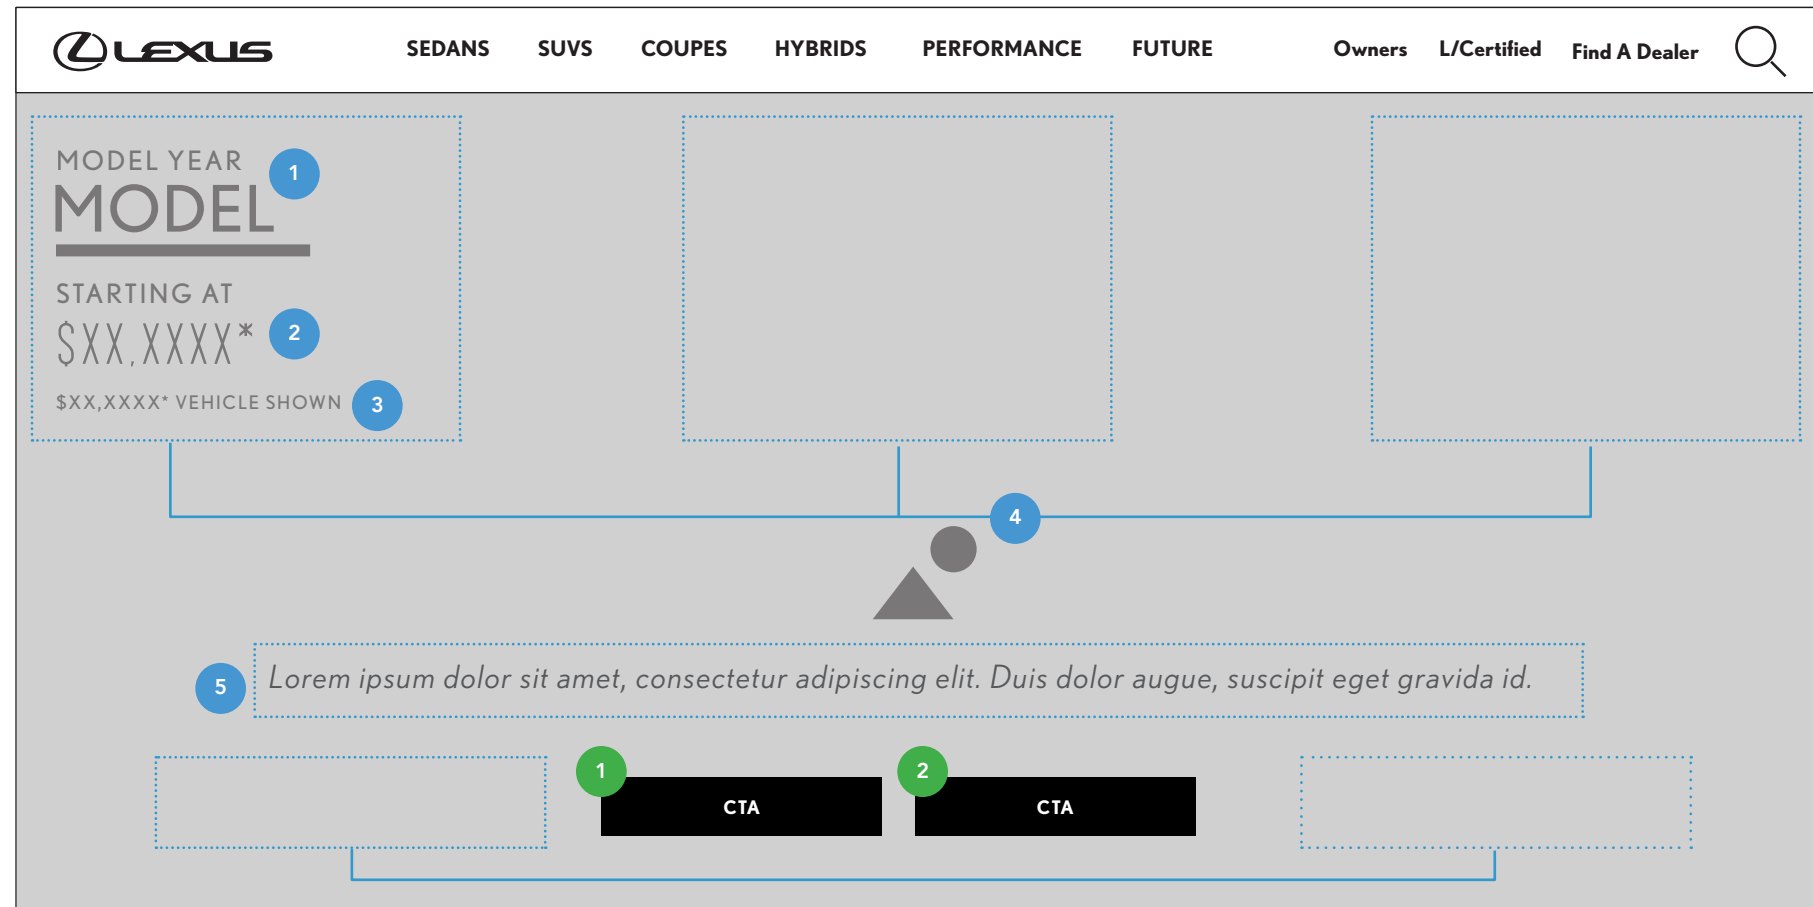 LEXUS SEDANS SUVS COUPES HYBRIDS PERFORMANCE FUTURE Owners L/Certified Find A Dealer
MODEL YEAR 1
MODEL
STARTING AT
$XX,XXXX* 2
$XX,XXXX* VEHICLE SHOWN 3
4
5 Lorem ipsum dolor sit amet, consectetur adipiscing elit. Duis dolor augue, suscipit eget gravida id.
1 2
CTA CTA